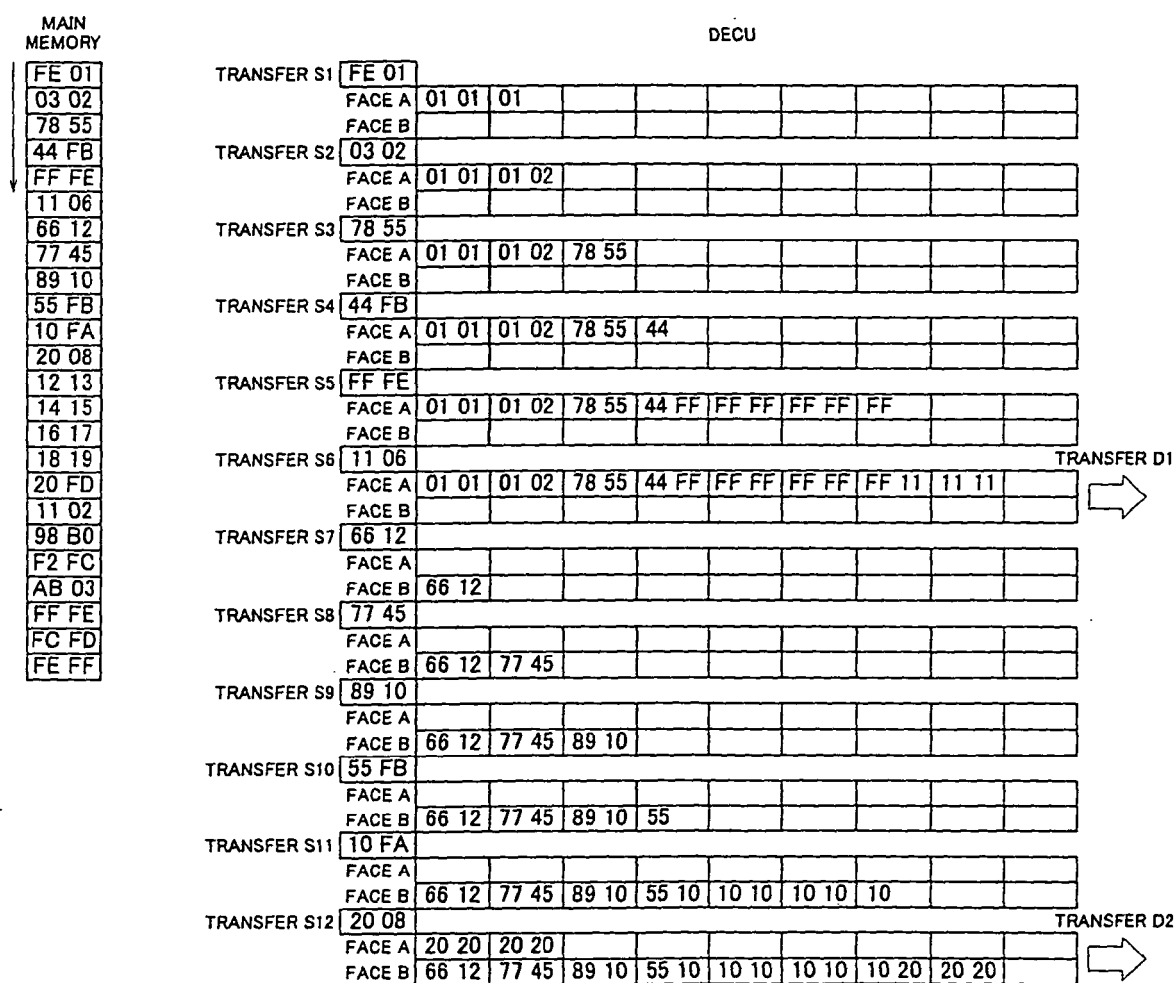 MAIN
MEMORY
FE 01
03 02
78 55
44 FB
FF FE
11 06
66 12
77 45
89 10
55 FB
10 FA
20 08
12 13
14 15
16 17
18 19
20 FD
11 02
98 B0
F2 FC
AB 03
FF FE
FC FD
FE FF
DECU
TRANSFER S1 FE 01
FACE A 01 01 01
FACE B
TRANSFER S2 03 02
FACE A 01 01 01 02
FACE B
TRANSFER S3 78 55
FACE A 01 01 01 02 78 55
FACE B
TRANSFER S4 44 FB
FACE A 01 01 01 02 78 55 44
FACE B
TRANSFER S5 FF FE
FACE A 01 01 01 02 78 55 44 FF FF FF FF FF FF
FACE B
TRANSFER S6 11 06 TRANSFER D1
FACE A 01 01 01 02 78 55 44 FF FF FF FF FF FF 11 11 11
FACE B
TRANSFER S7 66 12
FACE A
FACE B 66 12
TRANSFER S8 77 45
FACE A
FACE B 66 12 77 45
TRANSFER S9 89 10
FACE A
FACE B 66 12 77 45 89 10
TRANSFER S10 55 FB
FACE A
FACE B 66 12 77 45 89 10 55
TRANSFER S11 10 FA
FACE A
FACE B 66 12 77 45 89 10 55 10 10 10 10 10 10
TRANSFER S12 20 08 TRANSFER D2
FACE A 20 20 20 20
FACE B 66 12 77 45 89 10 55 10 10 10 10 10 10 20 20 20